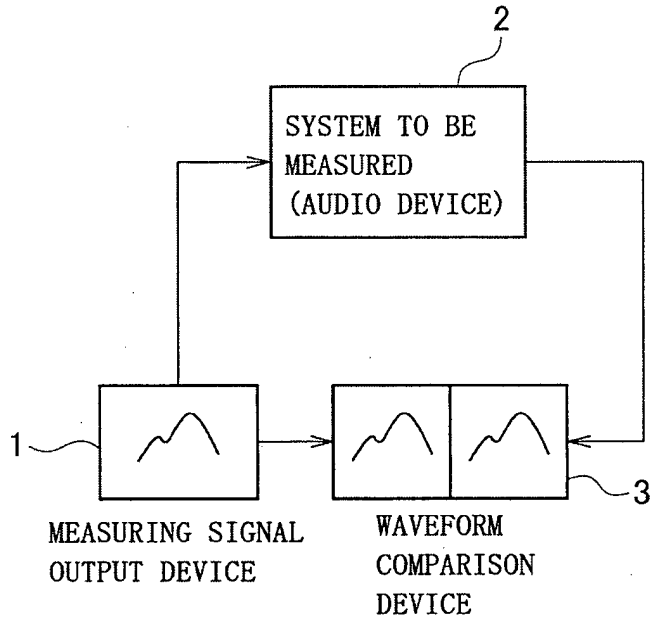 2
SYSTEM TO BE
MEASURED
(AUDIO DEVICE)
1
3
MEASURING SIGNAL
OUTPUT DEVICE
WAVEFORM
COMPARISON
DEVICE